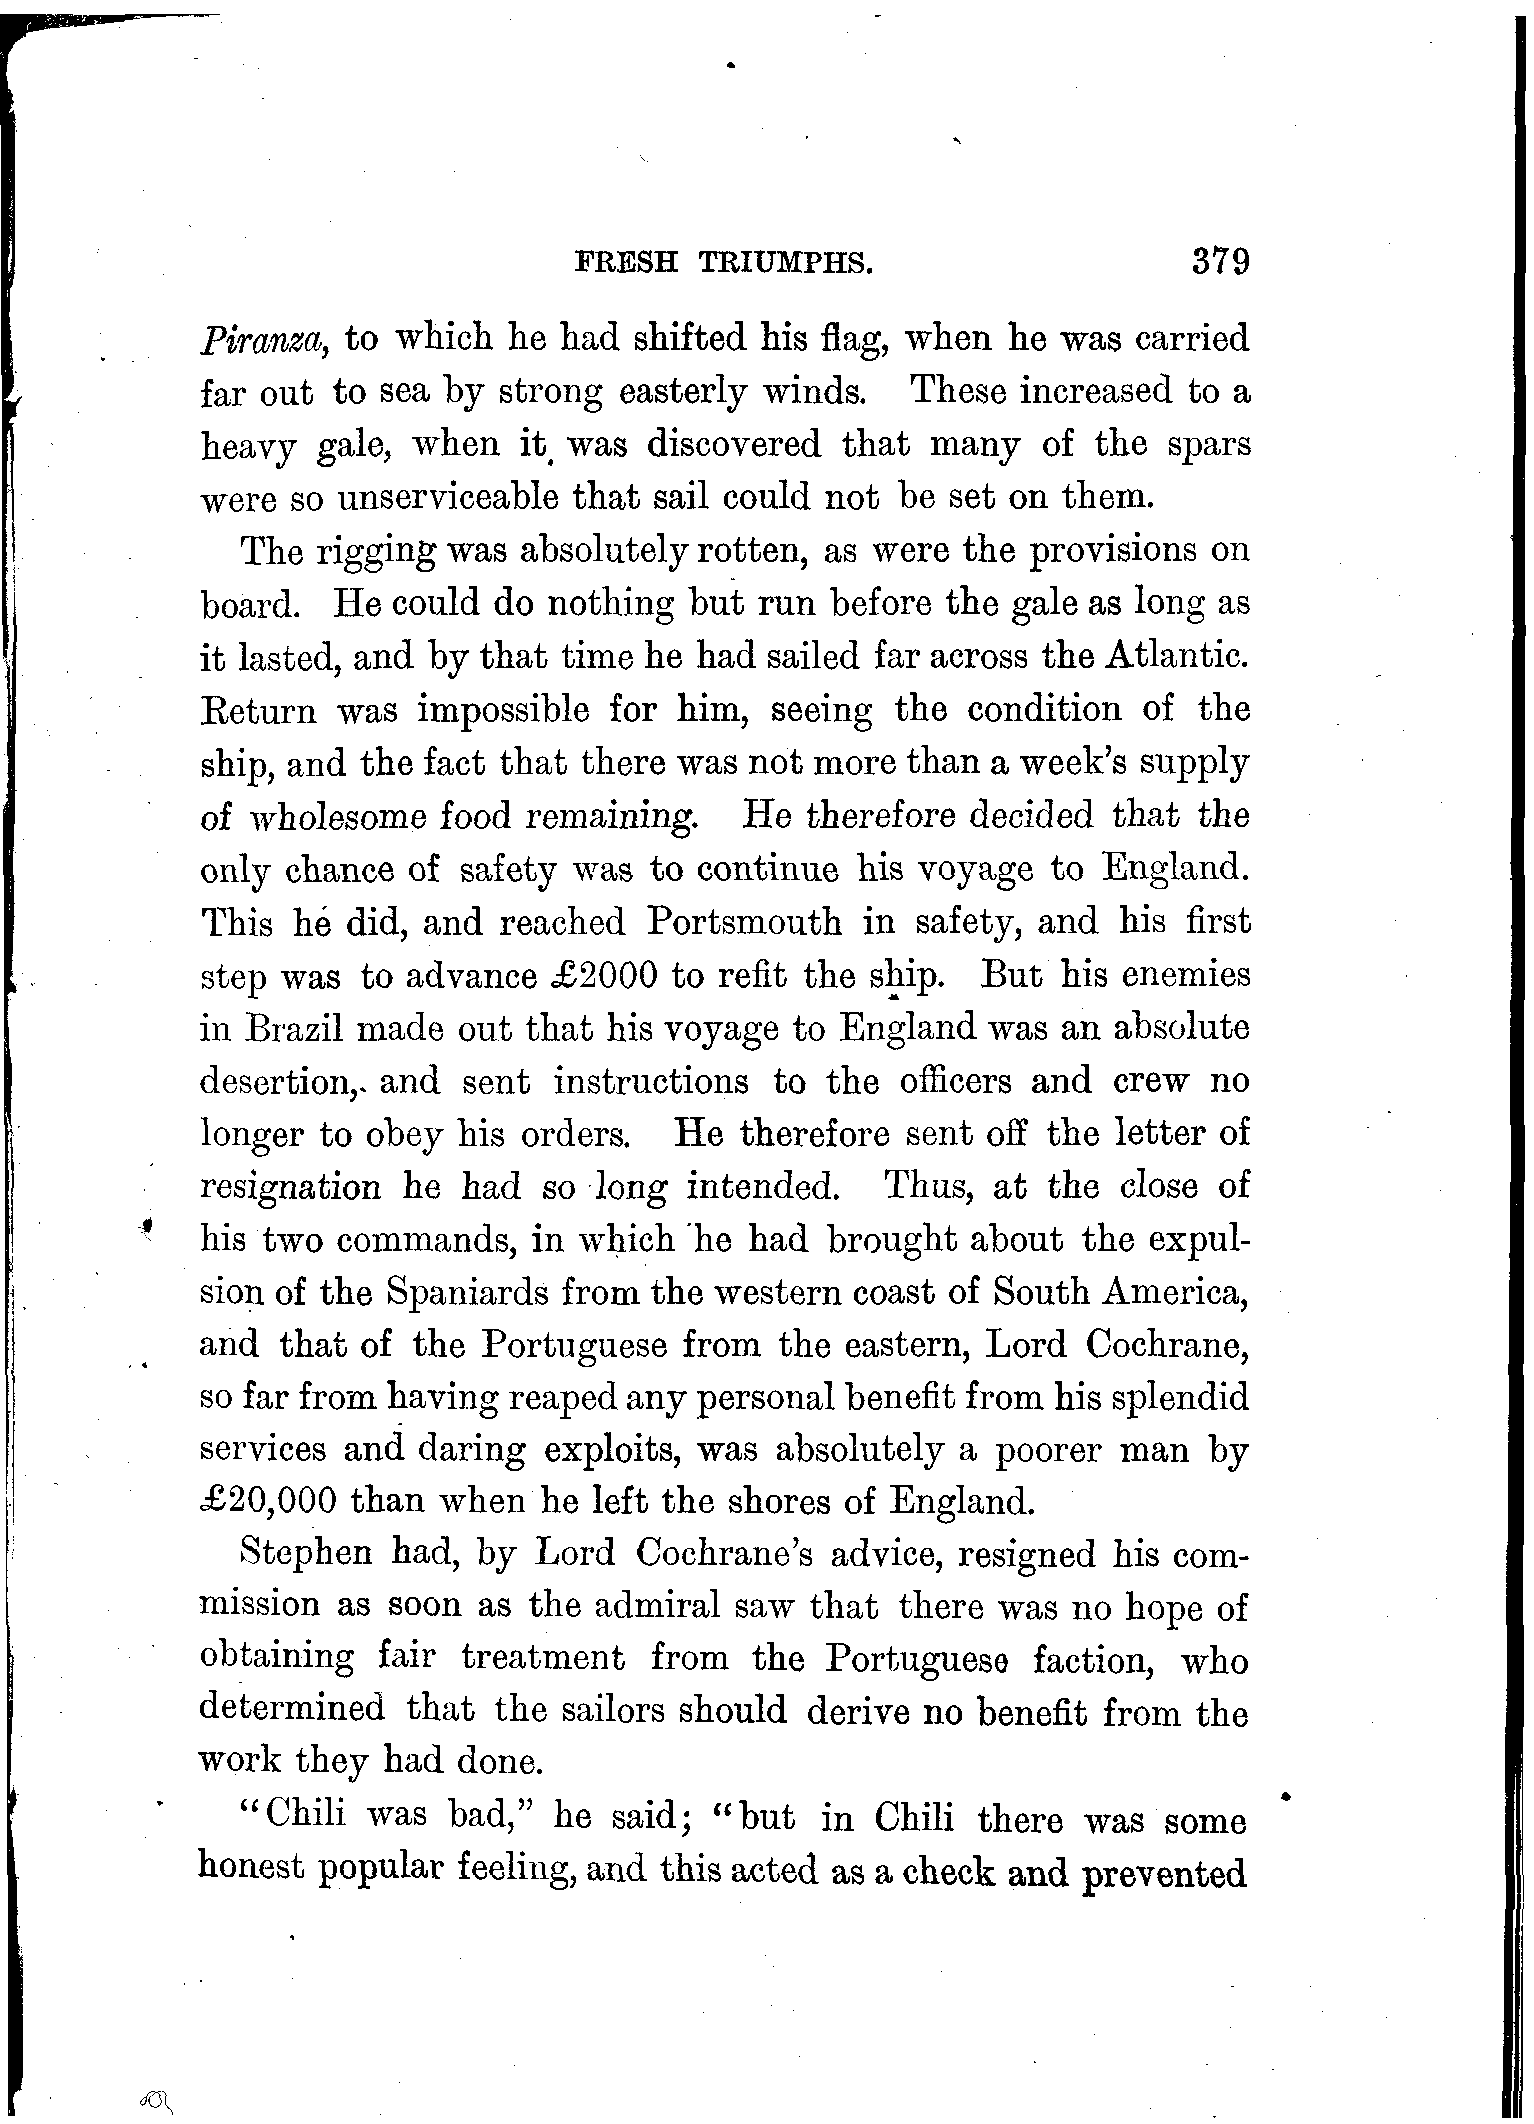 FRESH TRIUMPHS. 379
Piranza, to which he had shifted his flag, when he was carried
far out to sea by strong easterly winds. These increased to a
heavy gale, when it was discovered that many of the spars
were so unserviceable that sail could not be set on them.
The rigging was absolutely rotten, as were the provisions on
board. He could do nothing but run before the gale as long as
it lasted, and by that time he had sailed far across the Atlantic.
Return was impossible for him, seeing the condition of the
ship, and the fact that there was not more than a week's supply
of wholesome food remaining. He therefore decided that the
only chance of safety was to continue his voyage to England.
This he did, and reached Portsmouth in safety, and his first
step was to advance £2000 to refit the ship. But his enemies
in Brazil made out that his voyage to England was an absolute
desertion, and sent instructions to the officers and crew no
longer to obey his orders. He therefore sent off the letter of
resignation he had so long intended. Thus, at the close of
his two commands, in which he had brought about the expul-
sion of the Spaniards from the western coast of South America,
and that of the Portuguese from the eastern, Lord Cochrane,
so far from having reaped any personal benefit from his splendid
services and daring exploits, was absolutely a poorer man by
£20,000 than when he left the shores of England.
Stephen had, by Lord Cochrane's advice, resigned his com-
mission as soon as the admiral saw that there was no hope of
obtaining fair treatment from the Portuguese faction, who
determined that the sailors should derive no benefit from the
work they had done.
"Chili was bad," he said; "but in Chili there was some
honest popular feeling, and this acted as a check and prevented